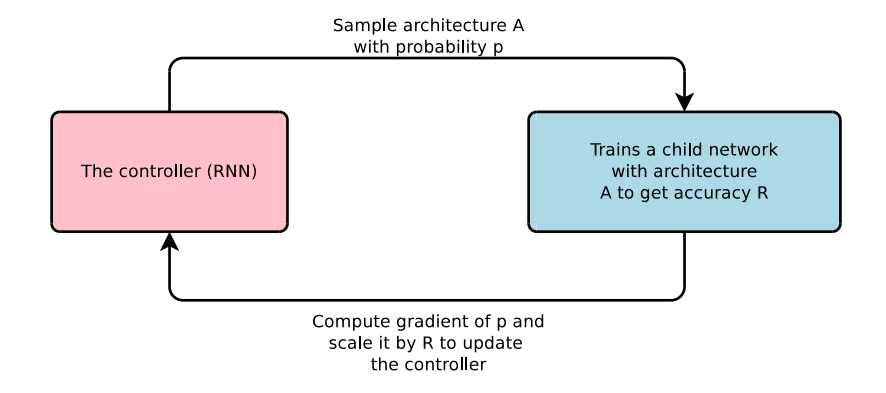 Sample architecture A
with probability p
The controller (RNN)
Trains a child network
with architecture
A to get accuracy R
Compute gradient of p and
scale it by R to update
the controller